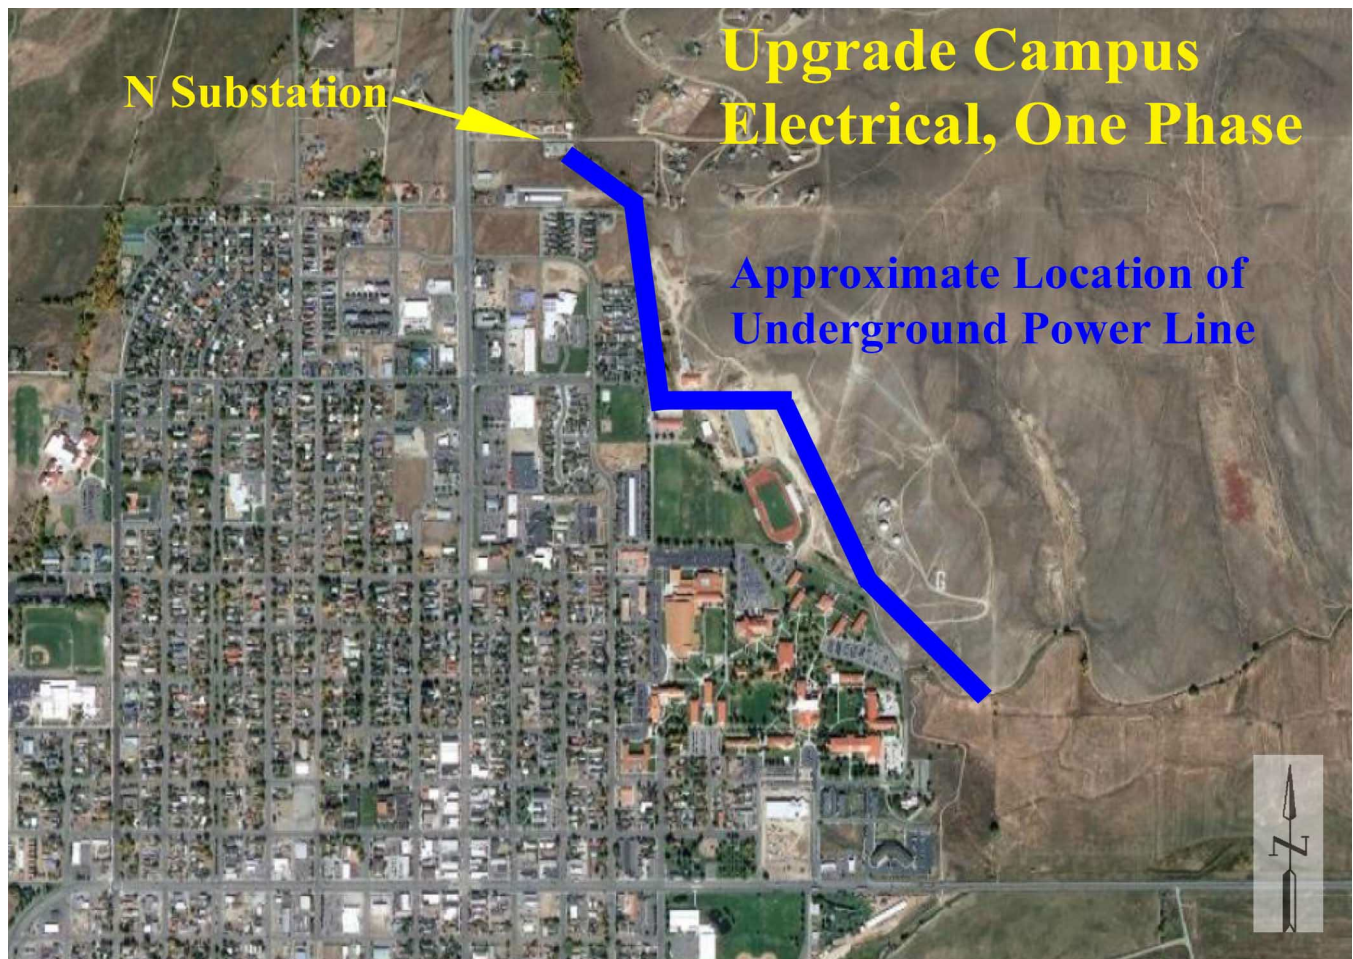 Upgrade Campus
Electrical, One Phase
N Substation
Approximate Location of
Underground Power Line
N